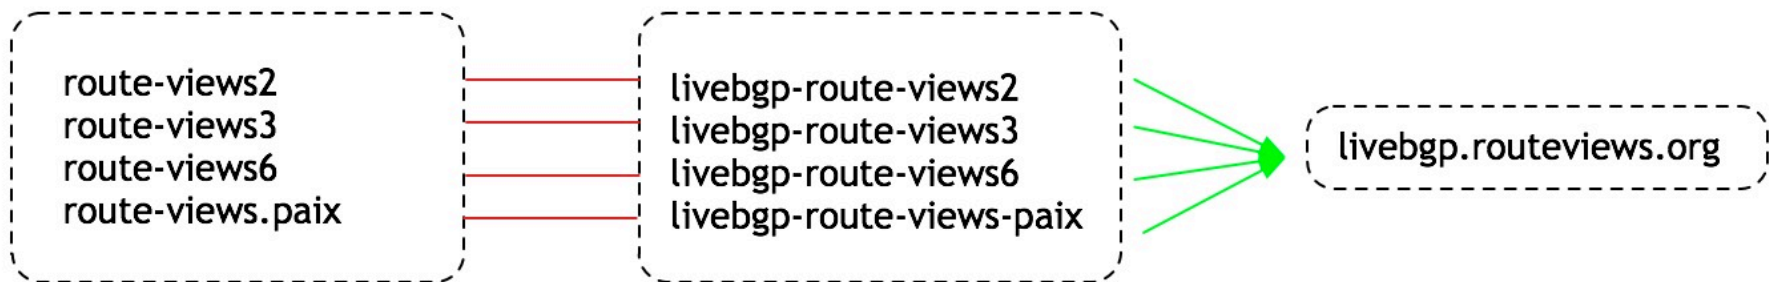 route-views2
route-views3
route-views6
route-views.paix
livebgp-route-views2
livebgp-route-views3
livebgp-route-views6
livebgp-route-views-paix
livebgp.routeviews.org